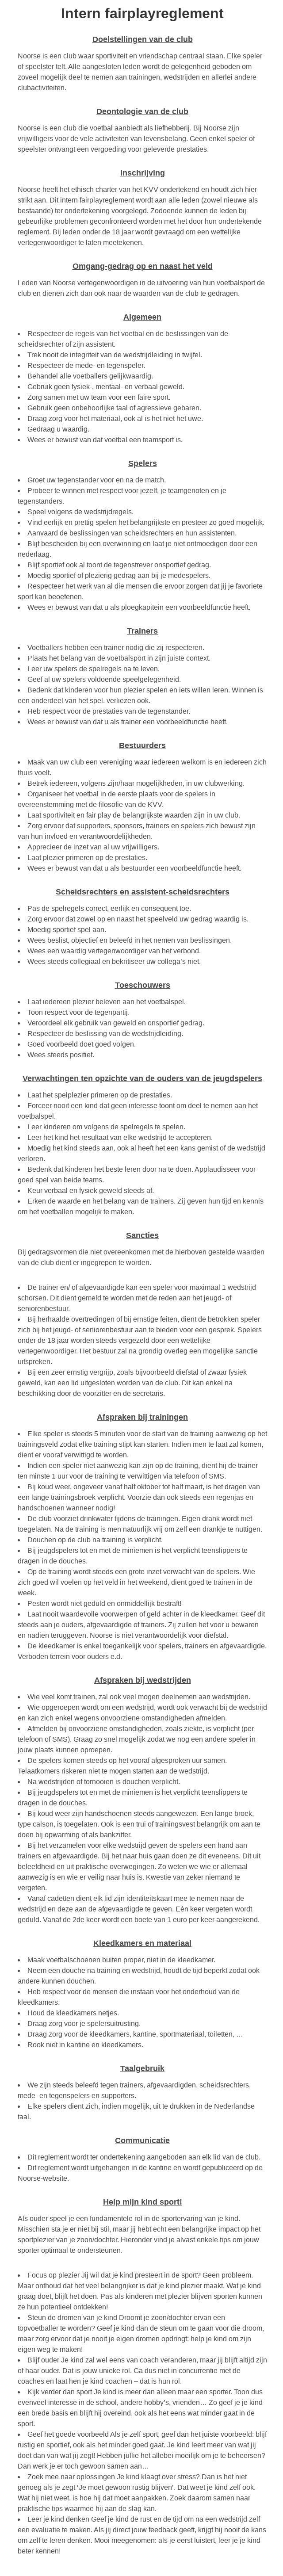 Intern fairplayreglement
Doelstellingen van de club
Noorse is een club waar sportiviteit en vriendschap centraal staan. Elke speler
of speelster telt. Alle aangesloten leden wordt de gelegenheid geboden om
zoveel mogelijk deel te nemen aan trainingen, wedstrijden en allerlei andere
clubactiviteiten.
Deontologie van de club
Noorse is een club die voetbal aanbiedt als liefhebberij. Bij Noorse zijn
vrijwilligers voor de vele activiteiten van levensbelang. Geen enkel speler of
speelster ontvangt een vergoeding voor geleverde prestaties.
Inschrijving
Noorse heeft het ethisch charter van het KVV ondertekend en houdt zich hier
strikt aan. Dit intern fairplayreglement wordt aan alle leden (zowel nieuwe als
bestaande) ter ondertekening voorgelegd. Zodoende kunnen de leden bij
gebeurlijke problemen geconfronteerd worden met het door hun ondertekende
reglement. Bij leden onder de 18 jaar wordt gevraagd om een wettelijke
vertegenwoordiger te laten meetekenen.
Omgang-gedrag op en naast het veld
Leden van Noorse vertegenwoordigen in de uitvoering van hun voetbalsport de
club en dienen zich dan ook naar de waarden van de club te gedragen.
Algemeen
• Respecteer de regels van het voetbal en de beslissingen van de
scheidsrechter of zijn assistent.
• Trek nooit de integriteit van de wedstrijdleiding in twijfel.
• Respecteer de mede- en tegenspeler.
• Behandel alle voetballers gelijkwaardig.
• Gebruik geen fysiek-, mentaal- en verbaal geweld.
• Zorg samen met uw team voor een faire sport.
• Gebruik geen onbehoorlijke taal of agressieve gebaren.
• Draag zorg voor het materiaal, ook al is het niet het uwe.
• Gedraag u waardig.
• Wees er bewust van dat voetbal een teamsport is.
Spelers
• Groet uw tegenstander voor en na de match.
• Probeer te winnen met respect voor jezelf, je teamgenoten en je
tegenstanders.
• Speel volgens de wedstrijdregels.
• Vind eerlijk en prettig spelen het belangrijkste en presteer zo goed mogelijk.
• Aanvaard de beslissingen van scheidsrechters en hun assistenten.
• Blijf bescheiden bij een overwinning en laat je niet ontmoedigen door een
nederlaag.
• Blijf sportief ook al toont de tegenstrever onsportief gedrag.
• Moedig sportief of plezierig gedrag aan bij je medespelers.
• Respecteer het werk van al die mensen die ervoor zorgen dat jij je favoriete
sport kan beoefenen.
• Wees er bewust van dat u als ploegkapitein een voorbeeldfunctie heeft.
Trainers
• Voetballers hebben een trainer nodig die zij respecteren.
• Plaats het belang van de voetbalsport in zijn juiste context.
• Leer uw spelers de spelregels na te leven.
• Geef al uw spelers voldoende speelgelegenheid.
• Bedenk dat kinderen voor hun plezier spelen en iets willen leren. Winnen is
een onderdeel van het spel. verliezen ook.
• Heb respect voor de prestaties van de tegenstander.
• Wees er bewust van dat u als trainer een voorbeeldfunctie heeft.
Bestuurders
• Maak van uw club een vereniging waar iedereen welkom is en iedereen zich
thuis voelt.
• Betrek iedereen, volgens zijn/haar mogelijkheden, in uw clubwerking.
• Organiseer het voetbal in de eerste plaats voor de spelers in
overeenstemming met de filosofie van de KVV.
• Laat sportiviteit en fair play de belangrijkste waarden zijn in uw club.
• Zorg ervoor dat supporters, sponsors, trainers en spelers zich bewust zijn
van hun invloed en verantwoordelijkheden.
• Apprecieer de inzet van al uw vrijwilligers.
• Laat plezier primeren op de prestaties.
• Wees er bewust van dat u als bestuurder een voorbeeldfunctie heeft.
Scheidsrechters en assistent-scheidsrechters
• Pas de spelregels correct, eerlijk en consequent toe.
• Zorg ervoor dat zowel op en naast het speelveld uw gedrag waardig is.
• Moedig sportief spel aan.
• Wees beslist, objectief en beleefd in het nemen van beslissingen.
• Wees een waardig vertegenwoordiger van het verbond.
• Wees steeds collegiaal en bekritiseer uw collega's niet.
Toeschouwers
• Laat iedereen plezier beleven aan het voetbalspel.
• Toon respect voor de tegenpartij.
• Veroordeel elk gebruik van geweld en onsportief gedrag.
• Respecteer de beslissing van de wedstrijdleiding.
• Goed voorbeeld doet goed volgen.
• Wees steeds positief.
Verwachtingen ten opzichte van de ouders van de jeugdspelers
• Laat het spelplezier primeren op de prestaties.
• Forceer nooit een kind dat geen interesse toont om deel te nemen aan het
voetbalspel.
• Leer kinderen om volgens de spelregels te spelen.
• Leer het kind het resultaat van elke wedstrijd te accepteren.
• Moedig het kind steeds aan, ook al heeft het een kans gemist of de wedstrijd
verloren.
• Bedenk dat kinderen het beste leren door na te doen. Applaudisseer voor
goed spel van beide teams.
• Keur verbaal en fysiek geweld steeds af.
• Erken de waarde en het belang van de trainers. Zij geven hun tijd en kennis
om het voetballen mogelijk te maken.
Sancties
Bij gedragsvormen die niet overeenkomen met de hierboven gestelde waarden
van de club dient er ingegrepen te worden.
• De trainer en/ of afgevaardigde kan een speler voor maximaal 1 wedstrijd
schorsen. Dit dient gemeld te worden met de reden aan het jeugd- of
seniorenbestuur.
• Bij herhaalde overtredingen of bij ernstige feiten, dient de betrokken speler
zich bij het jeugd- of seniorenbestuur aan te bieden voor een gesprek. Spelers
onder de 18 jaar worden steeds vergezeld door een wettelijke
vertegenwoordiger. Het bestuur zal na grondig overleg een mogelijke sanctie
uitspreken.
• Bij een zeer ernstig vergrijp, zoals bijvoorbeeld diefstal of zwaar fysiek
geweld, kan een lid uitgesloten worden van de club. Dit kan enkel na
beschikking door de voorzitter en de secretaris.
Afspraken bij trainingen
• Elke speler is steeds 5 minuten voor de start van de training aanwezig op het
trainingsveld zodat elke training stipt kan starten. Indien men te laat zal komen,
dient er vooraf verwittigd te worden.
• Indien een speler niet aanwezig kan zijn op de training, dient hij de trainer
ten minste 1 uur voor de training te verwittigen via telefoon of SMS.
• Bij koud weer, ongeveer vanaf half oktober tot half maart, is het dragen van
een lange trainingsbroek verplicht. Voorzie dan ook steeds een regenjas en
handschoenen wanneer nodig!
• De club voorziet drinkwater tijdens de trainingen. Eigen drank wordt niet
toegelaten. Na de training is men natuurlijk vrij om zelf een drankje te nuttigen.
• Douchen op de club na training is verplicht.
• Bij jeugdspelers tot en met de miniemen is het verplicht teenslippers te
dragen in de douches.
• Op de training wordt steeds een grote inzet verwacht van de spelers. Wie
zich goed wil voelen op het veld in het weekend, dient goed te trainen in de
week.
• Pesten wordt niet geduld en onmiddellijk bestraft!
• Laat nooit waardevolle voorwerpen of geld achter in de kleedkamer. Geef dit
steeds aan je ouders, afgevaardigde of trainers. Zij zullen het voor u bewaren
en nadien teruggeven. Noorse is niet verantwoordelijk voor diefstal.
• De kleedkamer is enkel toegankelijk voor spelers, trainers en afgevaardigde.
Verboden terrein voor ouders e.d.
Afspraken bij wedstrijden
• Wie veel komt trainen, zal ook veel mogen deelnemen aan wedstrijden.
• Wie opgeroepen wordt om een wedstrijd, wordt ook verwacht bij de wedstrijd
en kan zich enkel wegens onvoorziene omstandigheden afmelden.
• Afmelden bij onvoorziene omstandigheden, zoals ziekte, is verplicht (per
telefoon of SMS). Graag zo snel mogelijk zodat we nog een andere speler in
jouw plaats kunnen oproepen.
• De spelers komen steeds op het vooraf afgesproken uur samen.
Telaatkomers riskeren niet te mogen starten aan de wedstrijd.
• Na wedstrijden of tornooien is douchen verplicht.
• Bij jeugdspelers tot en met de miniemen is het verplicht teenslippers te
dragen in de douches.
• Bij koud weer zijn handschoenen steeds aangewezen. Een lange broek,
type calson, is toegelaten. Ook is een trui of trainingsvest belangrijk om aan te
doen bij opwarming of als bankzitter.
• Bij het verzamelen voor elke wedstrijd geven de spelers een hand aan
trainers en afgevaardigde. Bij het naar huis gaan doen ze dit eveneens. Dit uit
beleefdheid en uit praktische overwegingen. Zo weten we wie er allemaal
aanwezig is en wie er veilig naar huis is. Kwestie van zeker niemand te
vergeten.
• Vanaf cadetten dient elk lid zijn identiteitskaart mee te nemen naar de
wedstrijd en deze aan de afgevaardigde te geven. Eén keer vergeten wordt
geduld. Vanaf de 2de keer wordt een boete van 1 euro per keer aangerekend.
Kleedkamers en materiaal
• Maak voetbalschoenen buiten proper, niet in de kleedkamer.
• Neem een douche na training en wedstrijd, houdt de tijd beperkt zodat ook
andere kunnen douchen.
• Heb respect voor de mensen die instaan voor het onderhoud van de
kleedkamers.
• Houd de kleedkamers netjes.
• Draag zorg voor je spelersuitrusting.
• Draag zorg voor de kleedkamers, kantine, sportmateriaal, toiletten, …
• Rook niet in kantine en kleedkamers.
Taalgebruik
• We zijn steeds beleefd tegen trainers, afgevaardigden, scheidsrechters,
mede- en tegenspelers en supporters.
• Elke spelers dient zich, indien mogelijk, uit te drukken in de Nederlandse
taal.
Communicatie
• Dit reglement wordt ter ondertekening aangeboden aan elk lid van de club.
• Dit reglement wordt uitgehangen in de kantine en wordt gepubliceerd op de
Noorse-website.
Help mijn kind sport!
Als ouder speel je een fundamentele rol in de sportervaring van je kind.
Misschien sta je er niet bij stil, maar jij hebt echt een belangrijke impact op het
sportplezier van je zoon/dochter. Hieronder vind je alvast enkele tips om jouw
sporter optimaal te ondersteunen.
• Focus op plezier Jij wil dat je kind presteert in de sport? Geen probleem.
Maar onthoud dat het veel belangrijker is dat je kind plezier maakt. Wat je kind
graag doet, blijft het doen. Pas als kinderen met plezier blijven sporten kunnen
ze hun potentieel ontdekken!
• Steun de dromen van je kind Droomt je zoon/dochter ervan een
topvoetballer te worden? Geef je kind dan de steun om te gaan voor die droom,
maar zorg ervoor dat je nooit je eigen dromen opdringt: help je kind om zijn
eigen weg te maken!
• Blijf ouder Je kind zal wel eens van coach veranderen, maar jij blijft altijd zijn
of haar ouder. Dat is jouw unieke rol. Ga dus niet in concurrentie met de
coaches en laat hen je kind coachen – dat is hun rol.
• Kijk verder dan sport Je kind is meer dan alleen maar een sporter. Toon dus
evenveel interesse in de school, andere hobby's, vrienden… Zo geef je je kind
een brede basis en blijft hij overeind, ook als het eens wat minder gaat in de
sport.
• Geef het goede voorbeeld Als je zelf sport, geef dan het juiste voorbeeld: blijf
rustig en sportief, ook als het minder goed gaat. Je kind leert meer van wat jij
doet dan van wat jij zegt! Hebben jullie het allebei moeilijk om je te beheersen?
Dan werk je er toch gewoon samen aan…
• Zoek mee naar oplossingen Je kind klaagt over stress? Dan is het niet
genoeg als je zegt 'Je moet gewoon rustig blijven'. Dat weet je kind zelf ook.
Wat hij niet weet, is hoe hij dat moet aanpakken. Zoek daarom samen naar
praktische tips waarmee hij aan de slag kan.
• Leer je kind denken Geef je kind de rust en de tijd om na een wedstrijd zelf
een evaluatie te maken. Als jij direct jouw feedback geeft, krijgt hij nooit de kans
om zelf te leren denken. Mooi meegenomen: als je eerst luistert, leer je je kind
beter kennen!